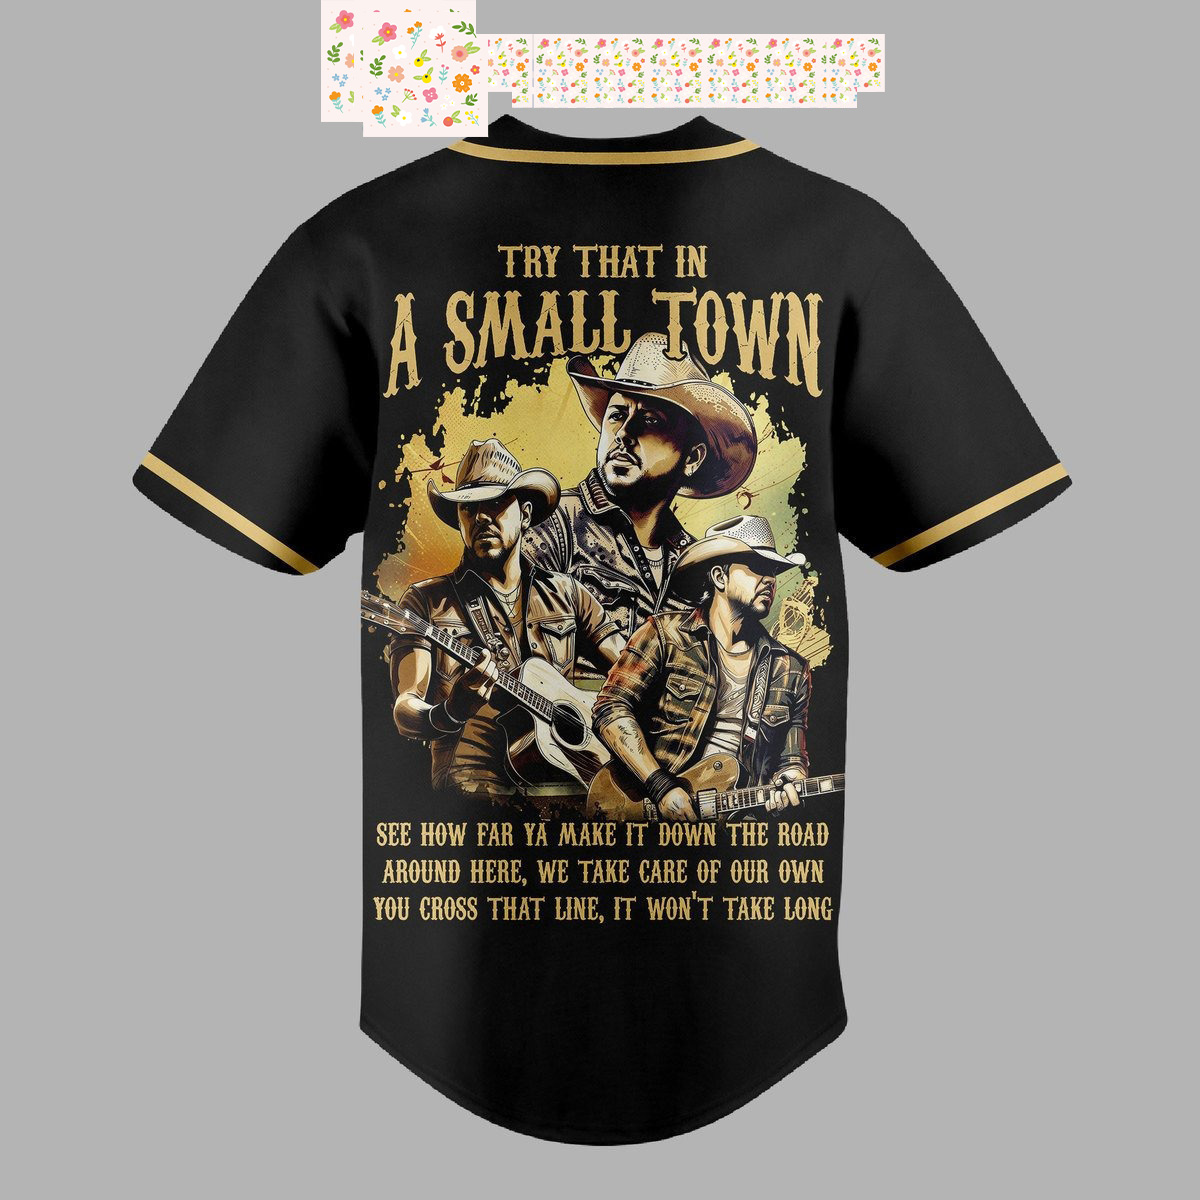 TRY THAT IN
A SMALL TOWN
SEE HOW FAR YA MAKE IT DOWN THE ROAD
AROUND HERE, WE TAKE CARE OF OUR OWN
YOU CROSS THAT LINE, IT WON'T TAKE LONG